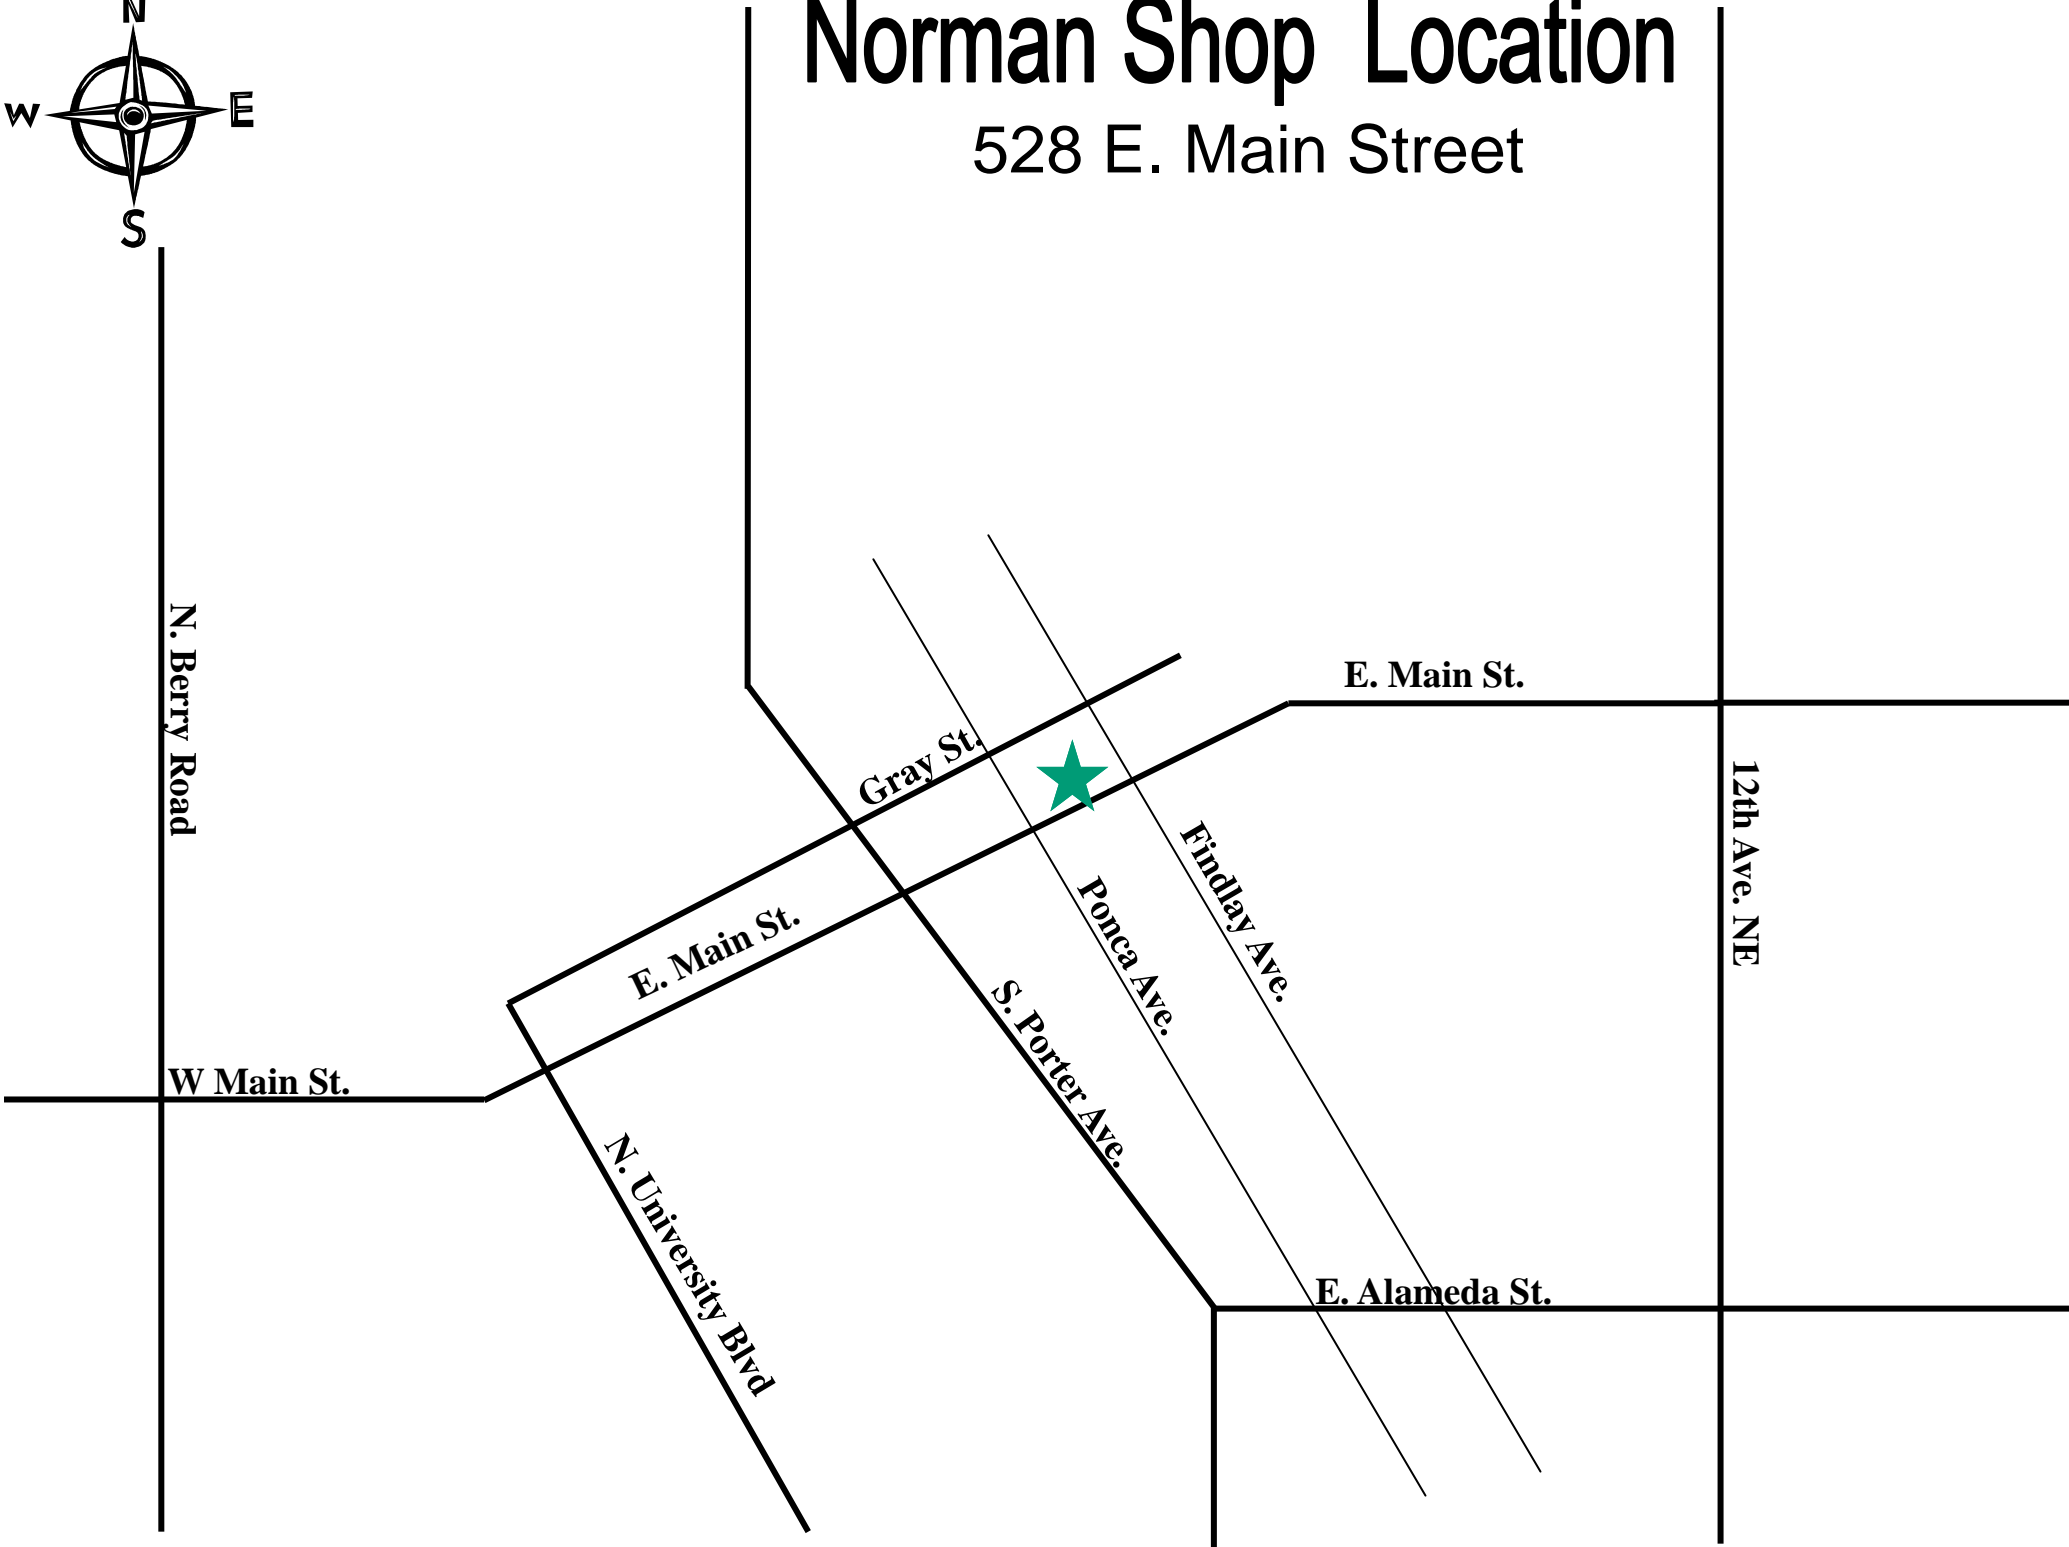 N
Norman Shop Location
W
E
528 E. Main Street
S
N. Berry Road
E. Main St.
Gray St.
12th Ave. NE
Findlay Ave.
Ponca Ave.
E. Main St.
S. Porter Ave.
W Main St.
N. University Blvd
E. Alameda St.